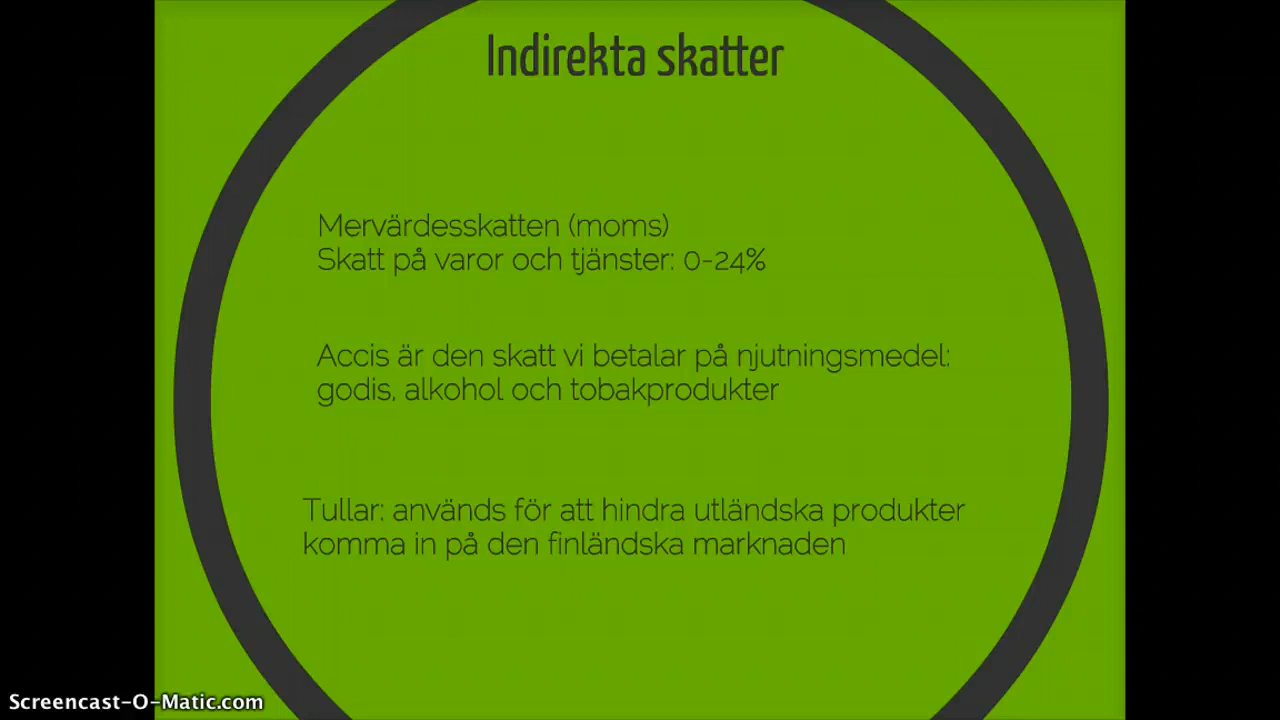 Indirekta skatter
Mervärdesskatten (moms)
Skatt på varor och tjänster: 0-24%
Accis är den skatt vi betalar på njutningsmedel:
godis, alkohol och tobakprodukter
Tullar: används för att hindra utländska produkter
komma in på den finländska marknaden
Screencast-O-Matic.com